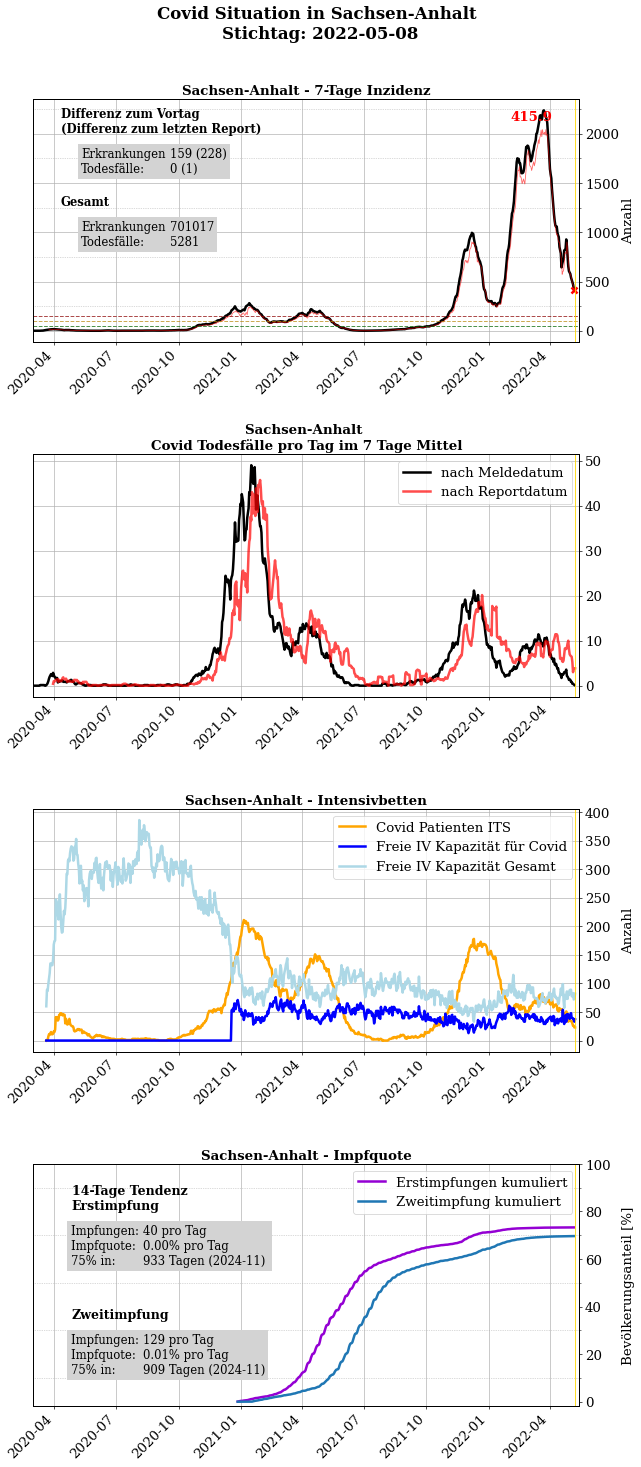 Covid Situation in Sachsen-Anhalt
Stichtag: 2022-05-08
Sachsen-Anhalt - 7-Tage Inzidenz
Differenz zum Vortag
(Differenz zum letzten Report)
Erkrankungen 159 (228)
Todesfälle: 0 (1)
Gesamt
Erkrankungen 701017
Todesfälle: 5281
415.0
2000
1500
1000
500
0
Anzahl
2020-04
2020-07
2020-10
2021-01
2021-04
2021-07
2021-10
2022-01
2022-04
Sachsen-Anhalt
Covid Todesfälle pro Tag im 7 Tage Mittel
nach Meldedatum
nach Reportdatum
50
40
30
20
10
0
2020-04
2020-07
2020-10
2021-01
2021-04
2021-07
2021-10
2022-01
2022-04
Sachsen-Anhalt - Intensivbetten
Covid Patienten ITS
Freie IV Kapazität für Covid
Freie IV Kapazität Gesamt
400
350
300
250
200
150
100
50
0
Anzahl
2020-04
2020-07
2020-10
2021-01
2021-04
2021-07
2021-10
2022-01
2022-04
Sachsen-Anhalt - Impfquote
14-Tage Tendenz
Erstimpfung
Impfungen: 40 pro Tag
Impfquote: 0.00% pro Tag
75% in: 933 Tagen (2024-11)
Zweitimpfung
Impfungen: 129 pro Tag
Impfquote: 0.01% pro Tag
75% in: 909 Tagen (2024-11)
Erstimpfungen kumuliert
Zweitimpfung kumuliert
100
80
60
40
20
0
Bevölkerungsanteil [%]
2020-04
2020-07
2020-10
2021-01
2021-04
2021-07
2021-10
2022-01
2022-04